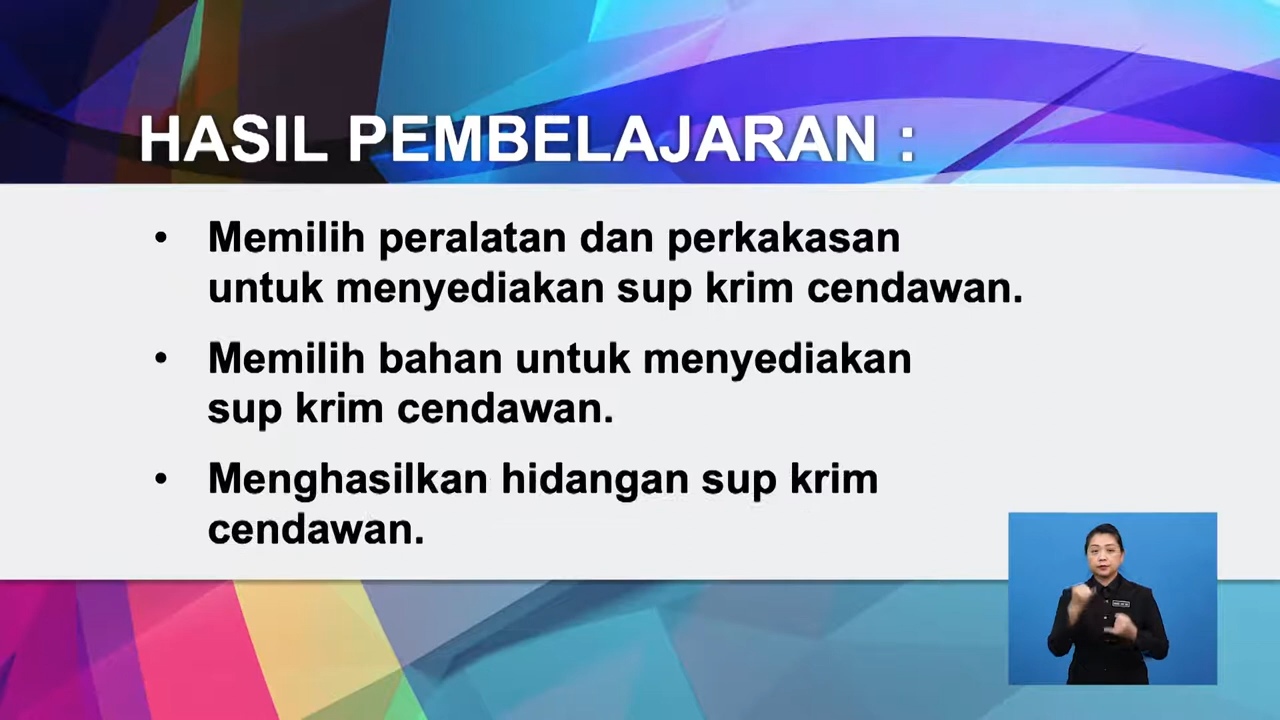 HASIL PEMBELAJARAN :
• Memilih peralatan dan perkakasan
untuk menyediakan sup krim cendawan.
• Memilih bahan untuk menyediakan
sup krim cendawan.
• Menghasilkan hidangan sup krim
cendawan.